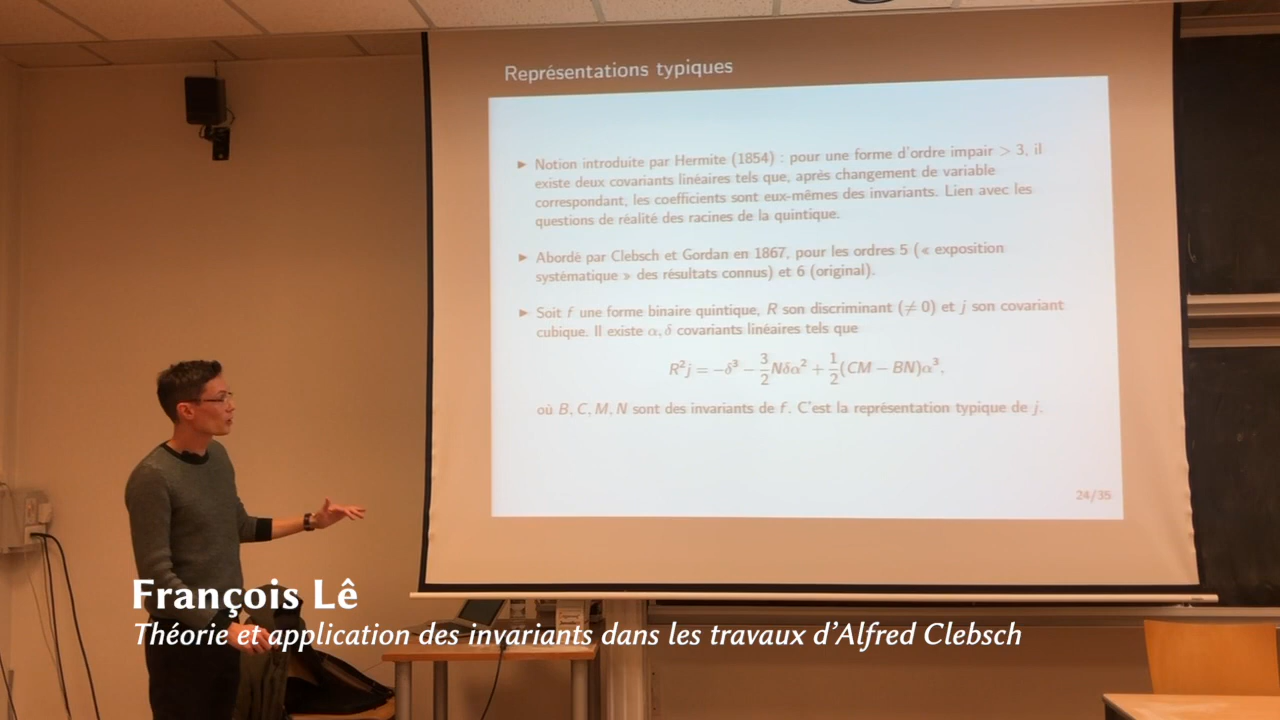 Représentations typiques
► Notion introduite par Hermite (1854) : pour une forme d'ordre impair > 3, il
existe deux covariants linéaires tels que, après changement de variable
correspondant, les coefficients sont eux-mêmes des invariants. Lien avec les
questions de réalité des racines de la quintique.
► Abordé par Clebsch et Gordan en 1867, pour les ordres 5 (« exposition
systématique » des résultats connus) et 6 (original).
► Soit f une forme binaire quintique, R son discriminant (≠ 0) et j son covariant
cubique. Il existe α, δ covariants linéaires tels que
R²j = −δ³ − 3/2 Nδα² + 1/2 (CM − BN)α³,
où B, C, M, N sont des invariants de f. C'est la représentation typique de j.
24/35
François Lê
Théorie et application des invariants dans les travaux d'Alfred Clebsch